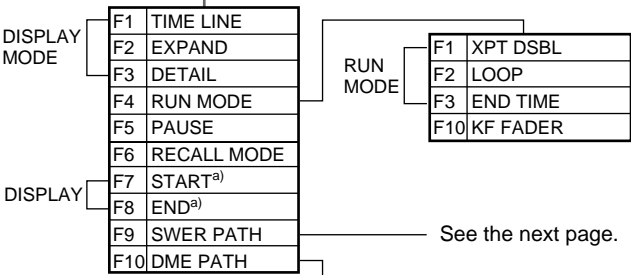 DISPLAY
MODE
F1 TIME LINE
F2 EXPAND
F3 DETAIL
F4 RUN MODE
F5 PAUSE
F6 RECALL MODE
DISPLAY
F7 START a)
F8 END a)
F9 SWER PATH
F10 DME PATH
RUN
MODE
F1 XPT DSBL
F2 LOOP
F3 END TIME
F10 KF FADER
See the next page.